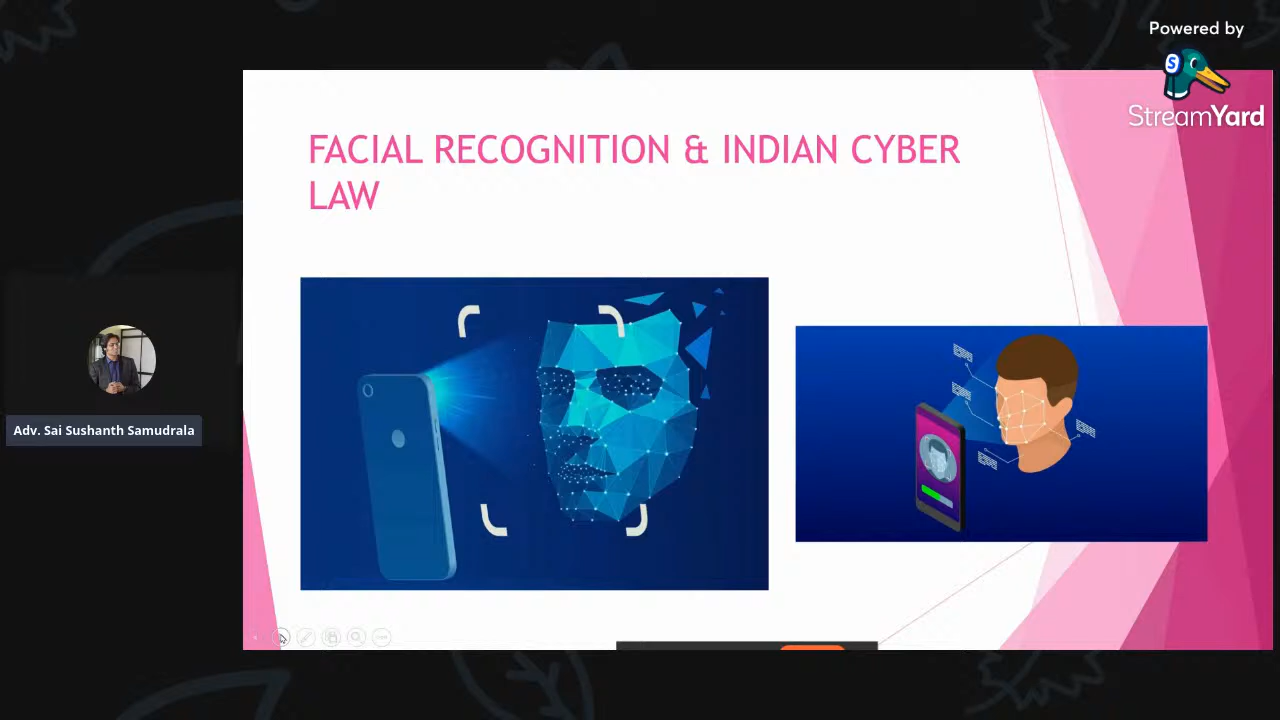 Powered by
StreamYard
FACIAL RECOGNITION & INDIAN CYBER
LAW
Adv. Sai Sushanth Samudrala